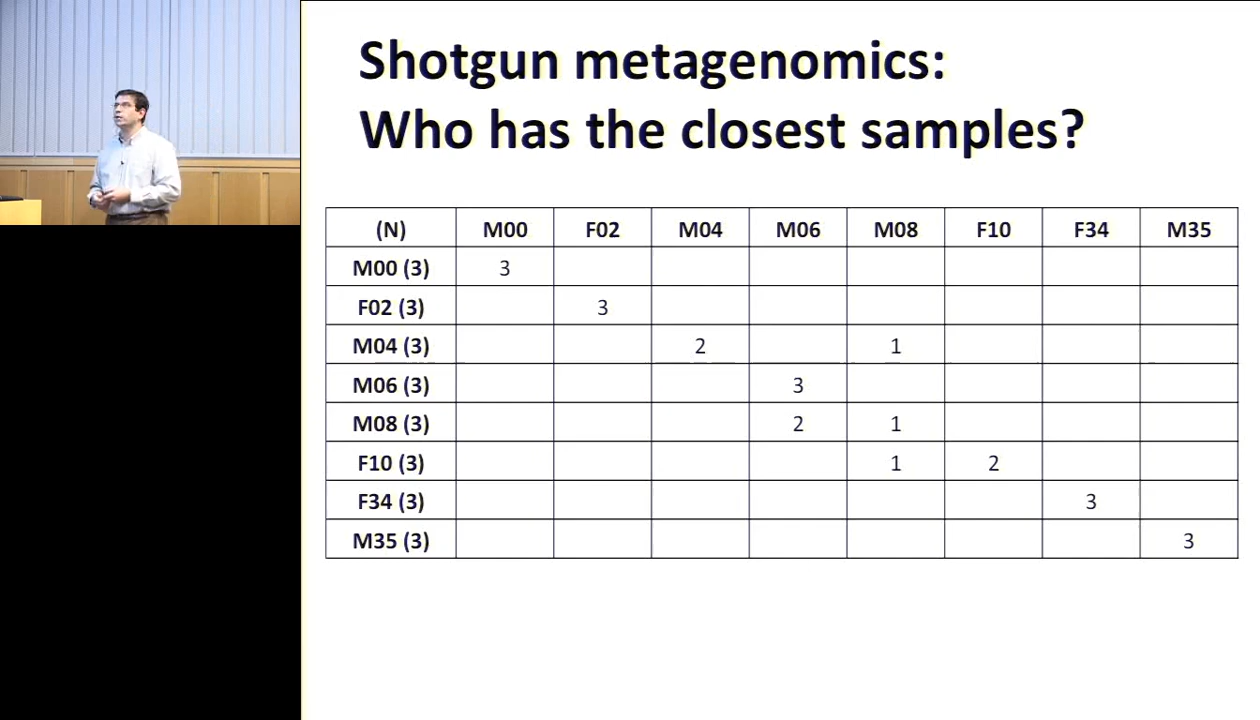 Shotgun metagenomics:
Who has the closest samples?
(N) M00 F02 M04 M06 M08 F10 F34 M35
M00 (3) 3
F02 (3) 3
M04 (3) 2 1
M06 (3) 3
M08 (3) 2 1
F10 (3) 1 2
F34 (3) 3
M35 (3) 3